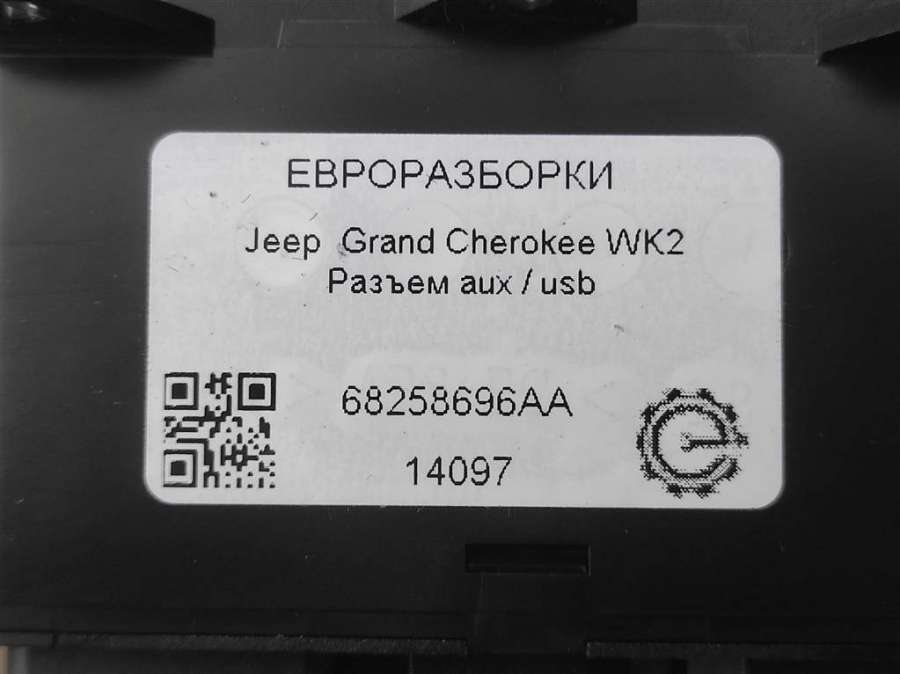 ЕВРОРАЗБОРКИ
Jeep Grand Cherokee WK2
Разъем aux / usb
68258696AA
14097